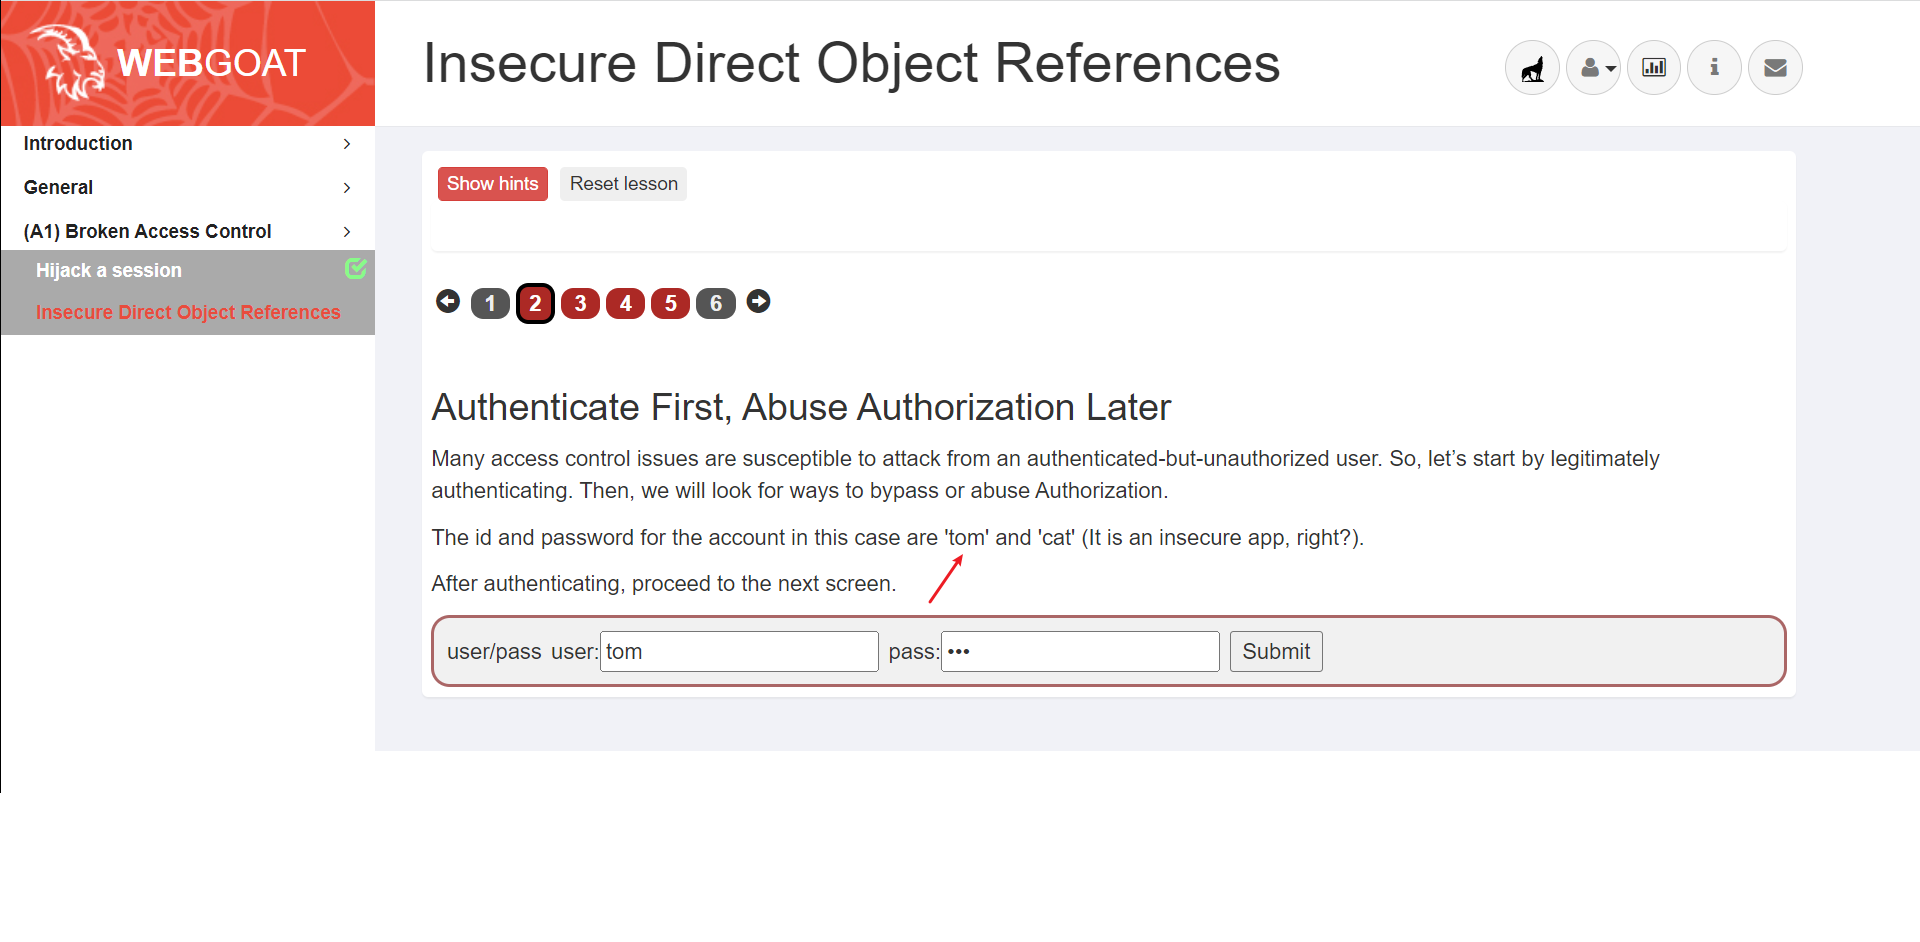 WEBGOAT
Insecure Direct Object References
Introduction
General
(A1) Broken Access Control
Hijack a session
Insecure Direct Object References
Show hints
Reset lesson
1 2 3 4 5 6
Authenticate First, Abuse Authorization Later
Many access control issues are susceptible to attack from an authenticated-but-unauthorized user. So, let’s start by legitimately
authenticating. Then, we will look for ways to bypass or abuse Authorization.
The id and password for the account in this case are 'tom' and 'cat' (It is an insecure app, right?).
After authenticating, proceed to the next screen.
user/pass user: tom pass: ••• Submit